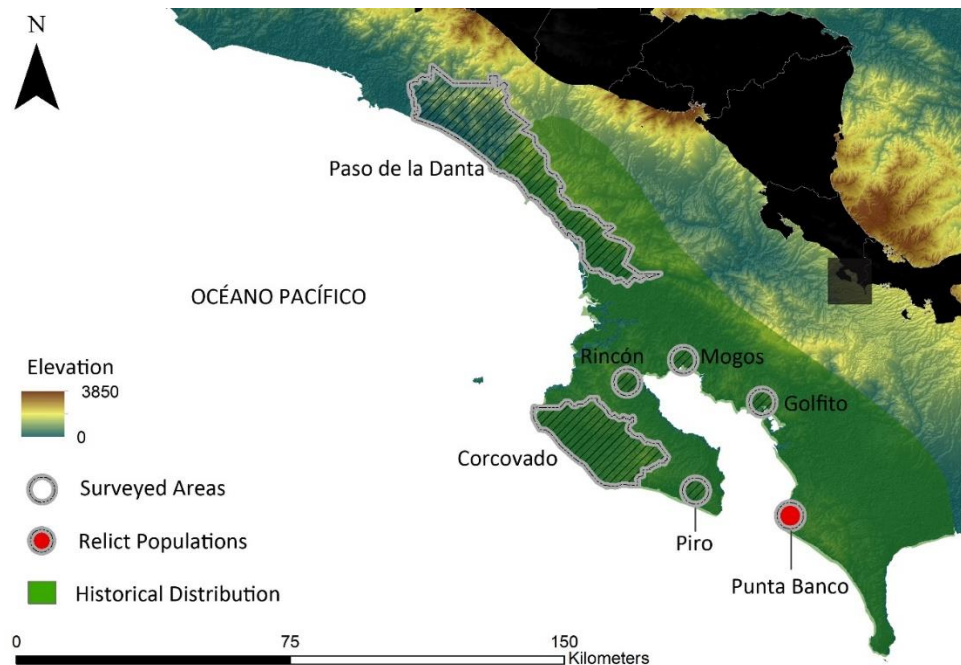 N
Paso de la Danta
OCÉANO PACÍFICO
Elevation
3850
0
Rincón
Mogos
Golfito
Corcovado
Surveyed Areas
Relict Populations
Piro
Punta Banco
Historical Distribution
0
75
150
Kilometers